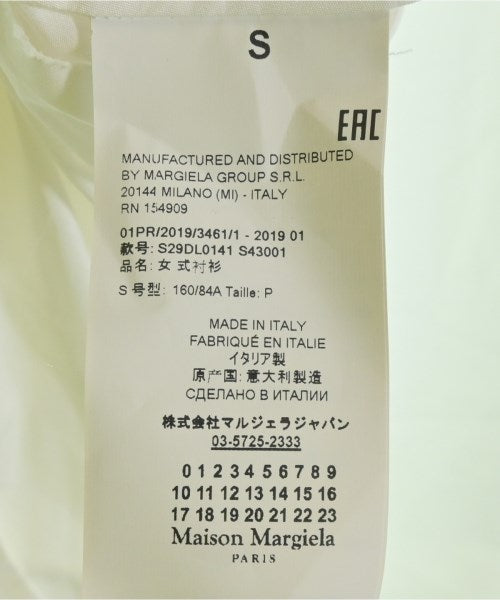 S
EAC
MANUFACTURED AND DISTRIBUTED
BY MARGIELA GROUP S.R.L.
20144 MILANO (MI) - ITALY
RN 154909
01PR/2019/3461/1 - 2019 01
款号: S29DL0141 S43001
品名: 女 式衬衫
S 号型: 160/84A Taille: P
MADE IN ITALY
FABRIQUÉ EN ITALIE
イタリア製
原产国: 意大利製造
СДЕЛАНО В ИТАЛИИ
株式会社マルジェラジャパン
03-5725-2333
0 1 2 3 4 5 6 7 8 9
10 11 12 13 14 15 16
17 18 19 20 21 22 23
Maison Margiela
PARIS